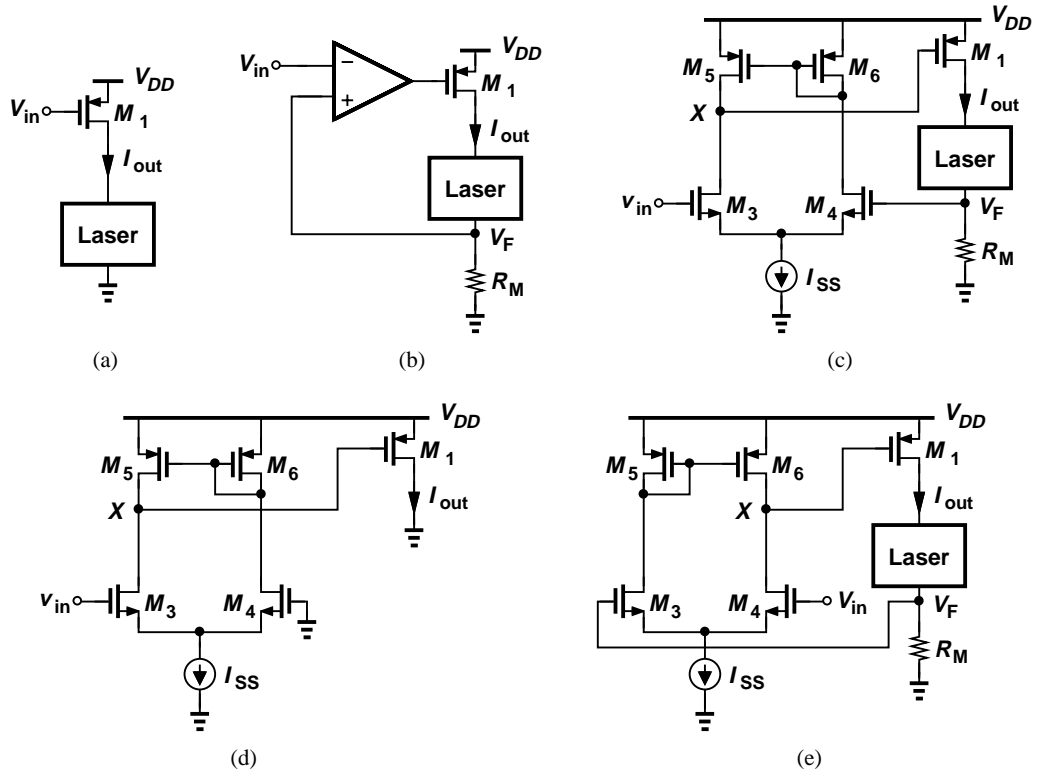 V_DD
V_in
M_1
I_out
Laser
(a)
V_in
−
+
V_DD
M_1
I_out
Laser
V_F
R_M
(b)
V_DD
M_5
M_6
M_1
X
I_out
Laser
v_in
M_3
M_4
V_F
R_M
I_SS
(c)
V_DD
M_5
M_6
M_1
X
I_out
v_in
M_3
M_4
I_SS
(d)
V_DD
M_5
M_6
M_1
X
I_out
Laser
M_3
M_4
V_in
V_F
R_M
I_SS
(e)